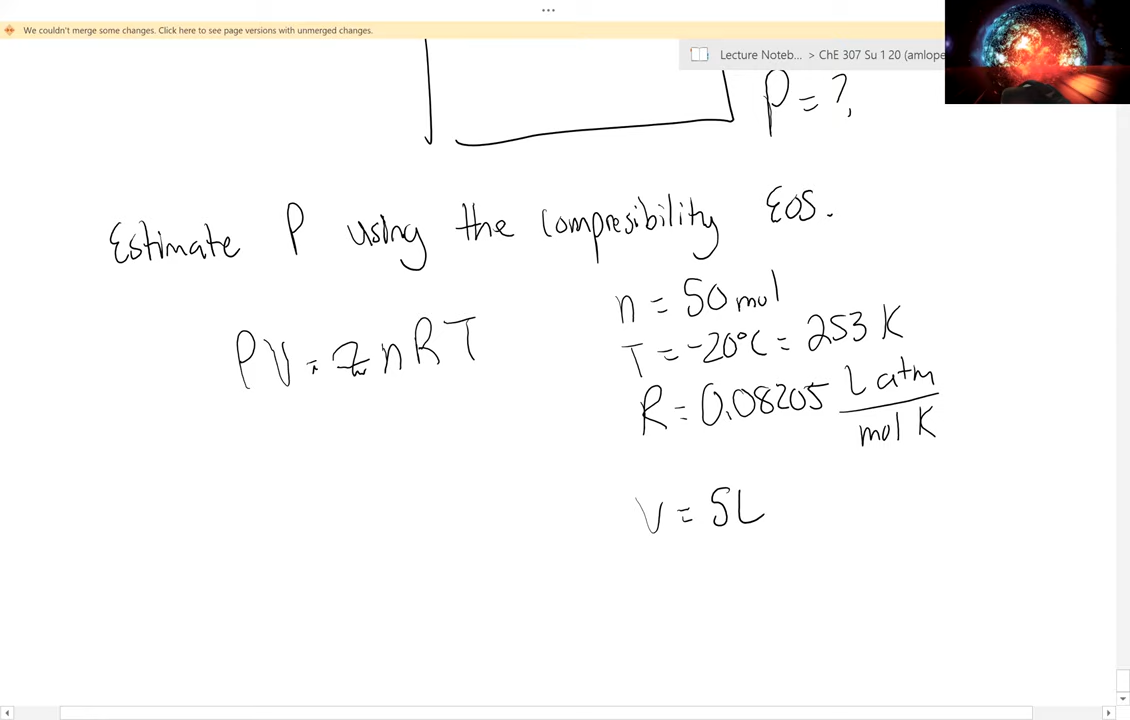 We couldn't merge some changes. Click here to see page versions with unmerged changes.
Lecture Noteb... > ChE 307 Su 1 20 (amlope
P = ?
Estimate P using the compresibility EOS.
n = 50 mol
T = -20°C = 253 K
PV = znRT
R = 0.08205 L atm / mol K
V = 5L